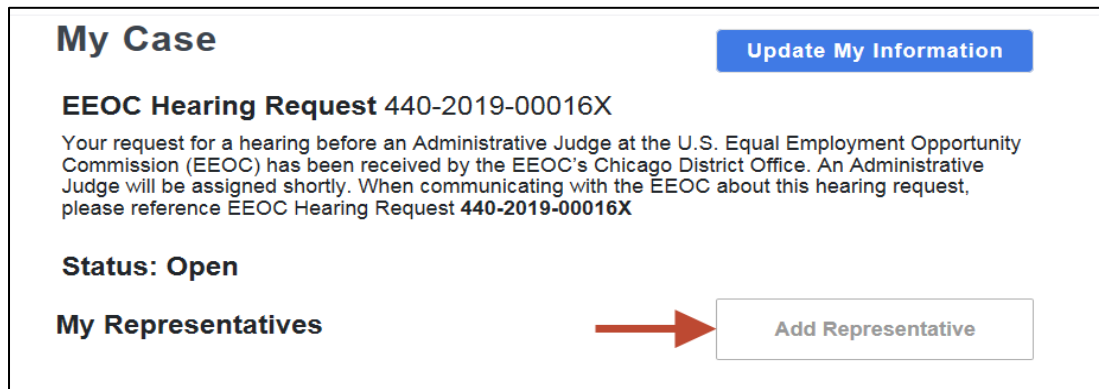 My Case
Update My Information
EEOC Hearing Request 440-2019-00016X
Your request for a hearing before an Administrative Judge at the U.S. Equal Employment Opportunity
Commission (EEOC) has been received by the EEOC's Chicago District Office. An Administrative
Judge will be assigned shortly. When communicating with the EEOC about this hearing request,
please reference EEOC Hearing Request 440-2019-00016X
Status: Open
My Representatives
Add Representative